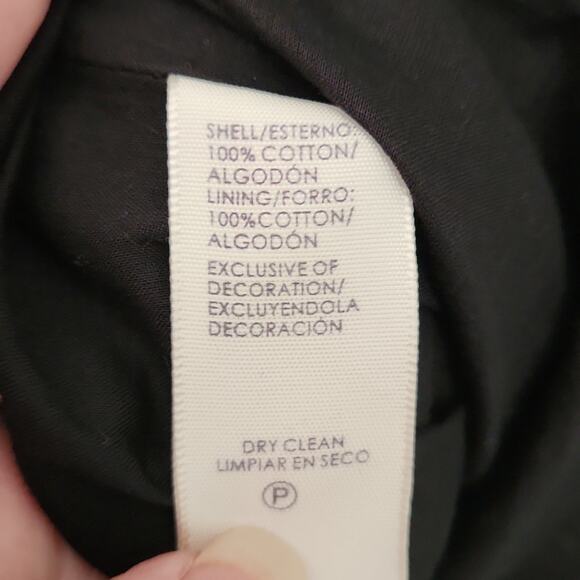 SHELL/ESTERNO:
100% COTTON/
ALGODÓN
LINING/FORRO:
100%COTTON/
ALGODÓN
EXCLUSIVE OF
DECORATION/
EXCLUYENDOLA
DECORACIÓN
DRY CLEAN
LIMPIAR EN SECO
P